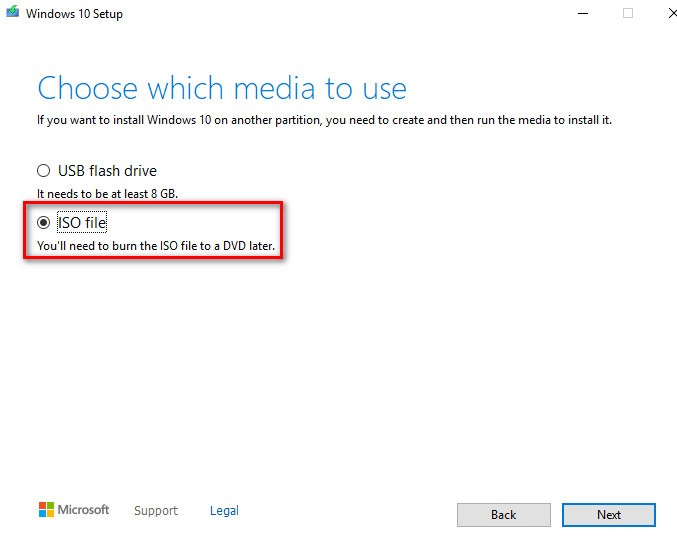 Windows 10 Setup
Choose which media to use
If you want to install Windows 10 on another partition, you need to create and then run the media to install it.
USB flash drive
It needs to be at least 8 GB.
ISO file
You'll need to burn the ISO file to a DVD later.
Microsoft Support Legal Back Next